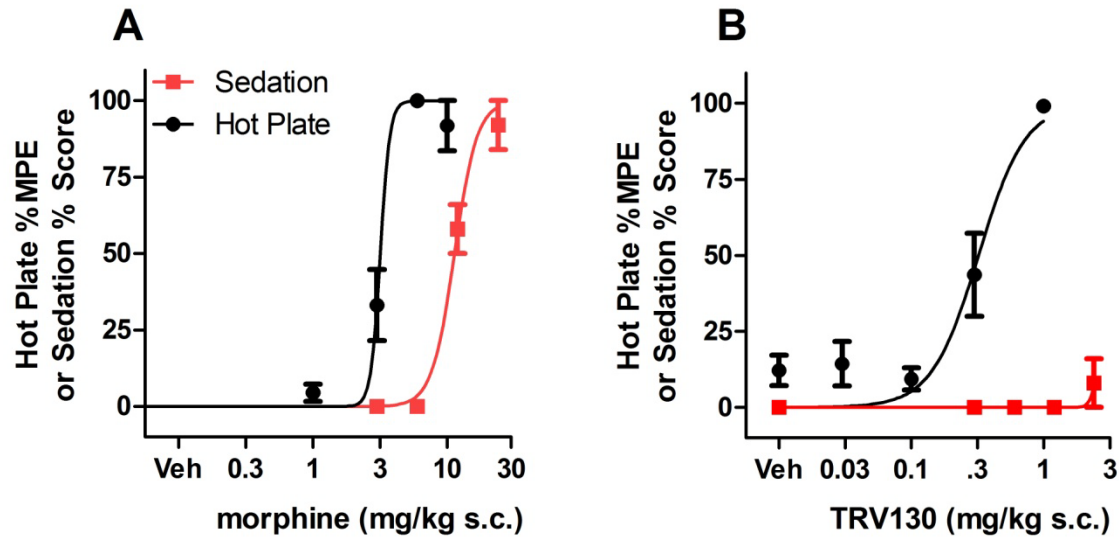 A
Sedation
Hot Plate
Hot Plate %MPE
or Sedation % Score
100
75
50
25
0
Veh 0.3 1 3 10 30
morphine (mg/kg s.c.)
B
Hot Plate %MPE
or Sedation % Score
100
75
50
25
0
Veh 0.03 0.1 .3 1 3
TRV130 (mg/kg s.c.)